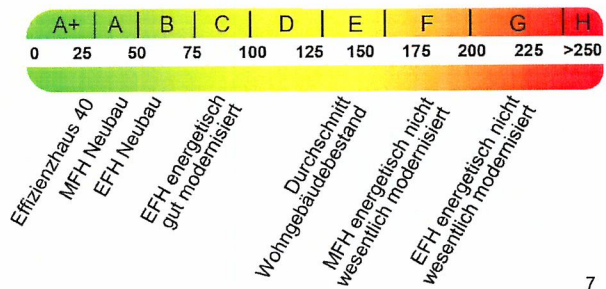 A+ A B C D E F G H
0 25 50 75 100 125 150 175 200 225 >250
Effizienzhaus 40
MFH Neubau
EFH Neubau
EFH energetisch
gut modernisiert
Durchschnitt
Wohngebäudebestand
MFH energetisch nicht
wesentlich modernisiert
EFH energetisch nicht
wesentlich modernisiert
7